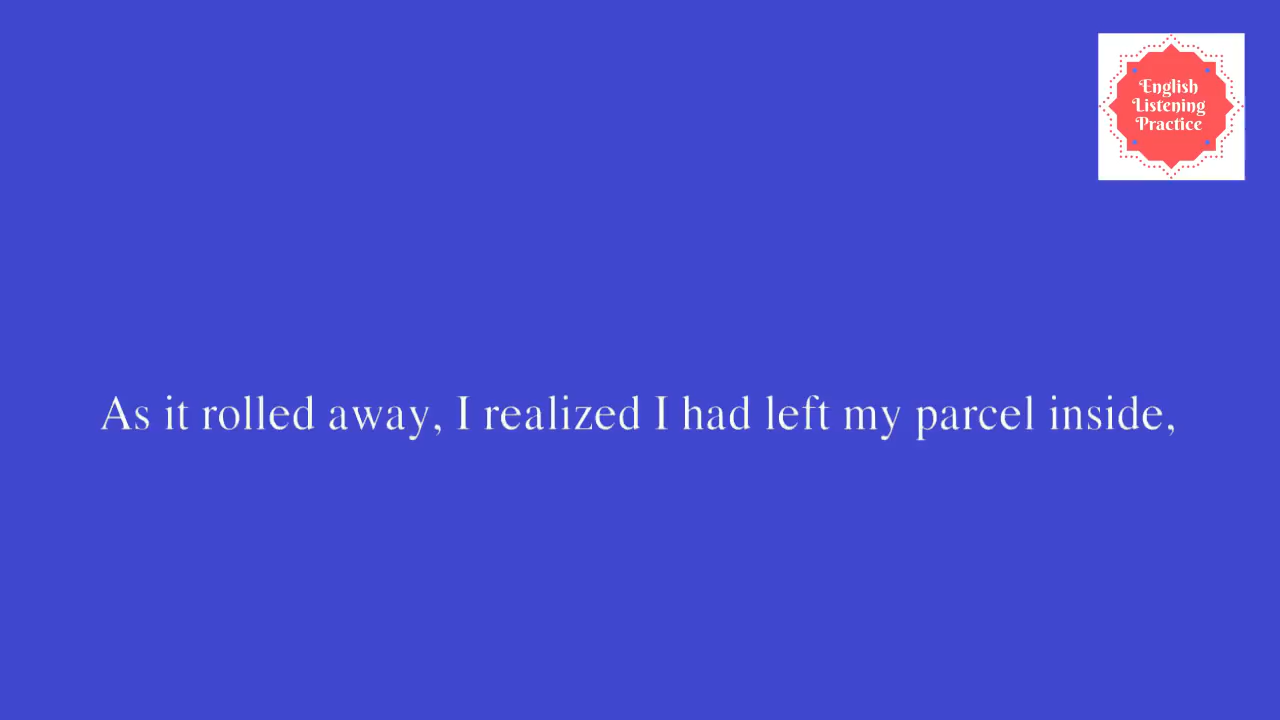 English
Listening
Practice
As it rolled away, I realized I had left my parcel inside,